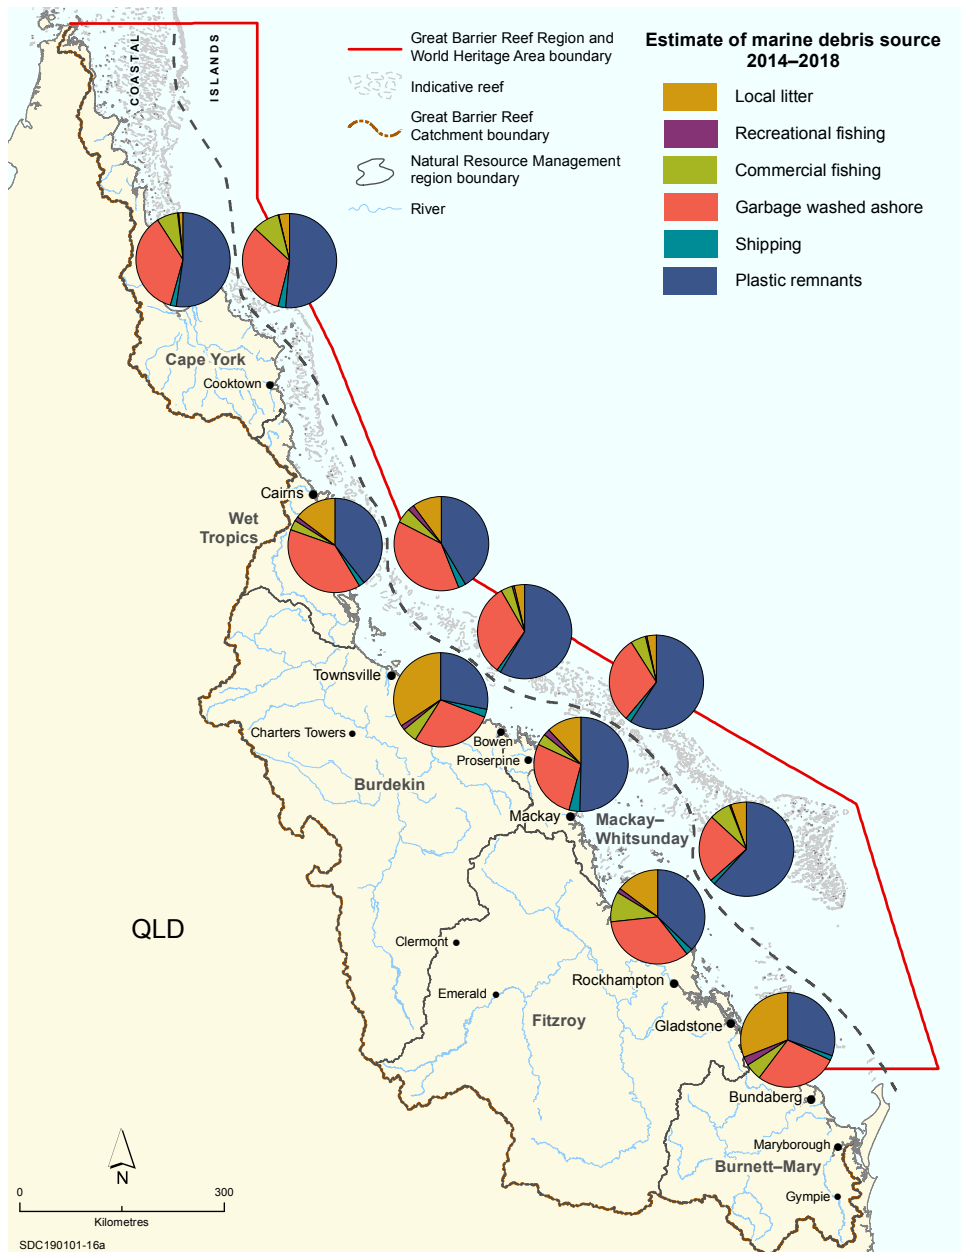 COASTAL
ISLANDS
Great Barrier Reef Region and
World Heritage Area boundary
Indicative reef
Great Barrier Reef
Catchment boundary
Natural Resource Management
region boundary
River
Estimate of marine debris source
2014–2018
Local litter
Recreational fishing
Commercial fishing
Garbage washed ashore
Shipping
Plastic remnants
Cape York
Cooktown
Cairns
Wet
Tropics
Townsville
Charters Towers
Bowen
Proserpine
Burdekin
Mackay
Mackay–
Whitsunday
QLD
Clermont
Emerald
Rockhampton
Fitzroy
Gladstone
Bundaberg
Maryborough
Burnett–Mary
Gympie
N
0 300
Kilometres
SDC190101-16a